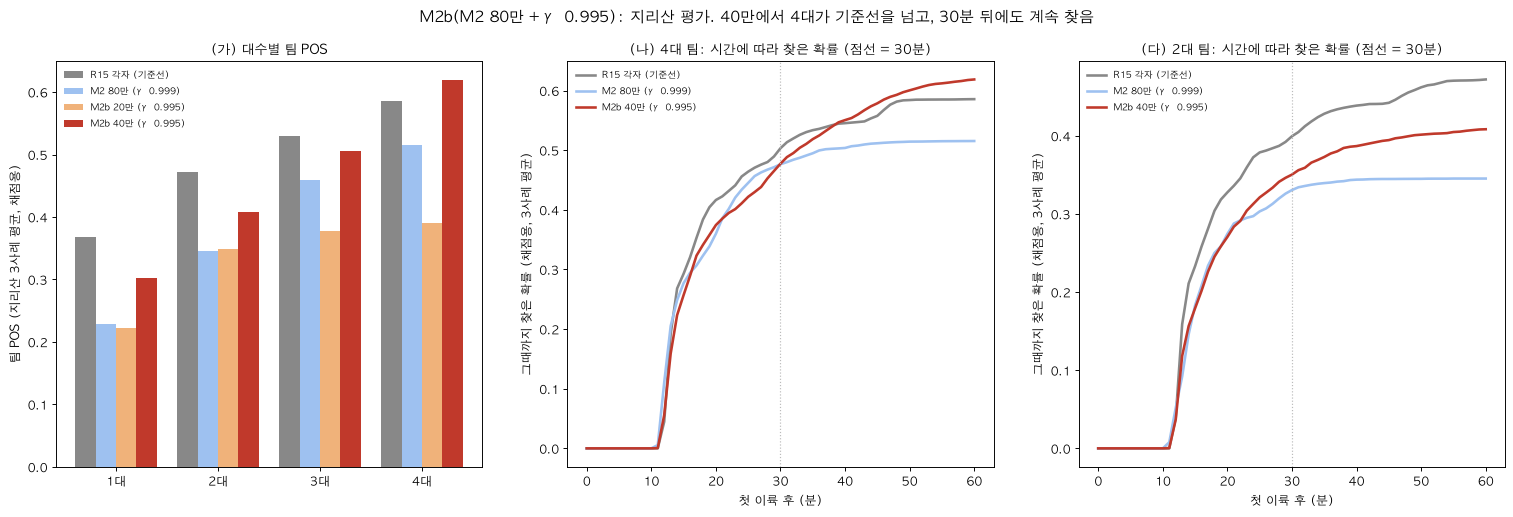 M2b(M2 80만 + γ 0.995): 지리산 평가. 40만에서 4대가 기준선을 넘고, 30분 뒤에도 계속 찾음
(가) 대수별 팀 POS
팀 POS (지리산 3사례 평균, 채점용)
0.6
0.5
0.4
0.3
0.2
0.1
0.0
R15 각자 (기준선)
M2 80만 (γ 0.999)
M2b 20만 (γ 0.995)
M2b 40만 (γ 0.995)
1대
2대
3대
4대
(나) 4대 팀: 시간에 따라 찾은 확률 (점선 = 30분)
그때까지 찾은 확률 (채점용, 3사례 평균)
0.6
0.5
0.4
0.3
0.2
0.1
0.0
R15 각자 (기준선)
M2 80만 (γ 0.999)
M2b 40만 (γ 0.995)
0
10
20
30
40
50
60
첫 이륙 후 (분)
(다) 2대 팀: 시간에 따라 찾은 확률 (점선 = 30분)
그때까지 찾은 확률 (채점용, 3사례 평균)
0.4
0.3
0.2
0.1
0.0
R15 각자 (기준선)
M2 80만 (γ 0.999)
M2b 40만 (γ 0.995)
0
10
20
30
40
50
60
첫 이륙 후 (분)